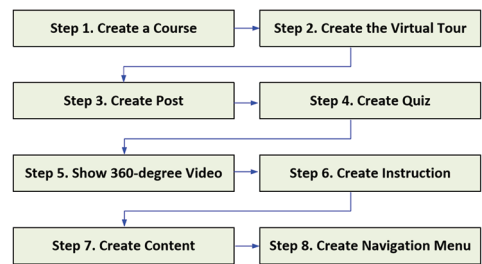 Step 1. Create a Course
Step 2. Create the Virtual Tour
Step 3. Create Post
Step 4. Create Quiz
Step 5. Show 360-degree Video
Step 6. Create Instruction
Step 7. Create Content
Step 8. Create Navigation Menu